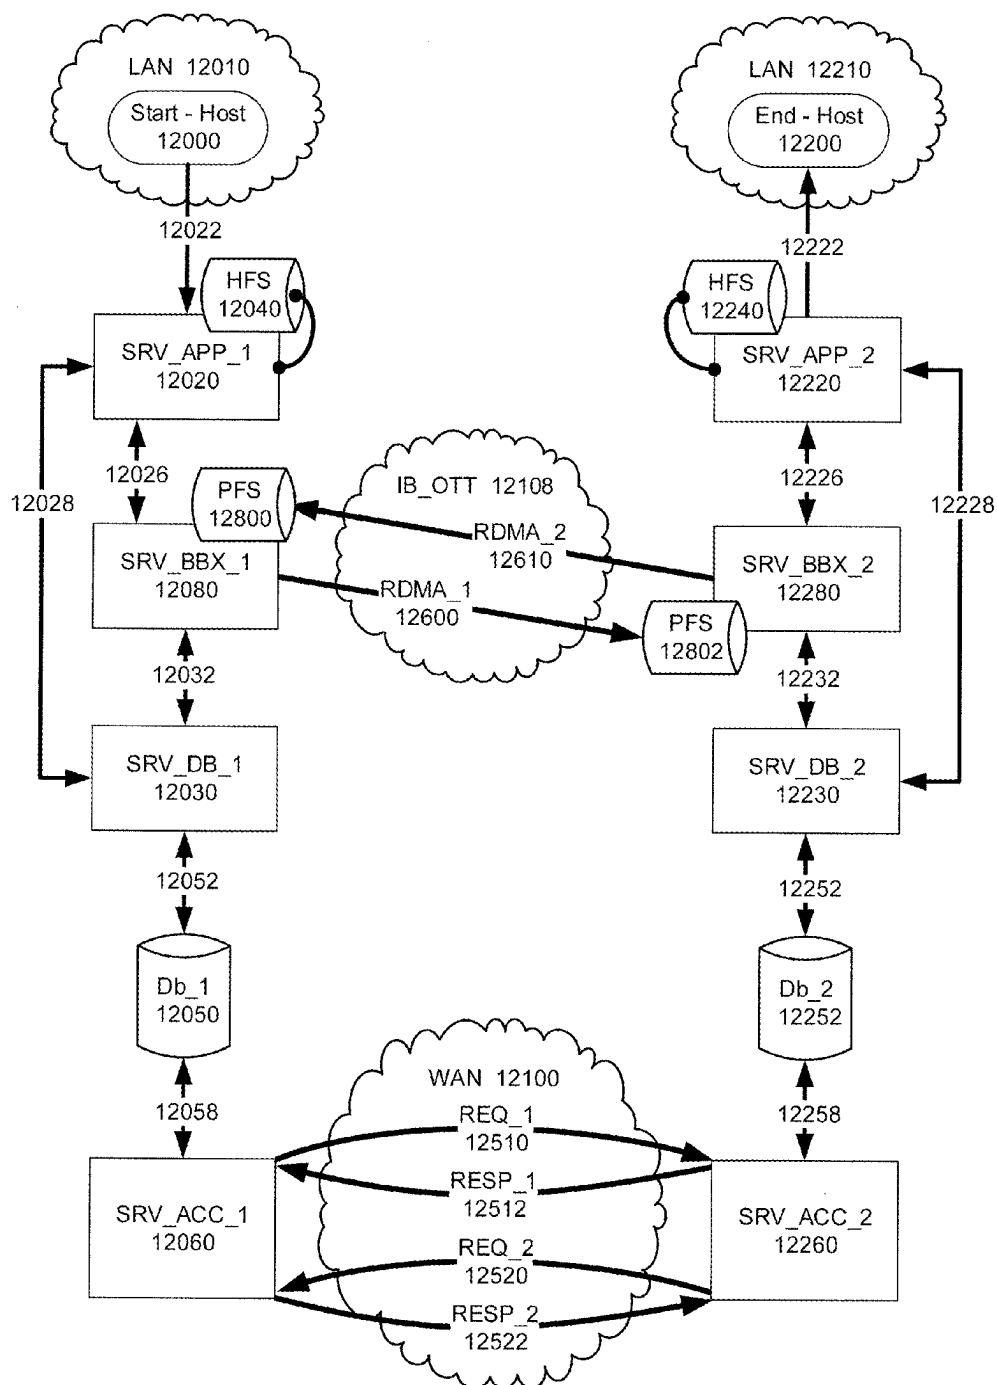 LAN 12010
Start - Host
12000
LAN 12210
End - Host
12200
12022
12222
HFS
12040
HFS
12240
SRV_APP_1
12020
SRV_APP_2
12220
12026
12028
12226
12228
PFS
12800
IB_OTT 12108
RDMA_2
12610
SRV_BBX_1
12080
SRV_BBX_2
12280
RDMA_1
12600
PFS
12802
12032
12232
SRV_DB_1
12030
SRV_DB_2
12230
12052
12252
Db_1
12050
Db_2
12252
WAN 12100
12058
12258
REQ_1
12510
RESP_1
12512
SRV_ACC_1
12060
SRV_ACC_2
12260
REQ_2
12520
RESP_2
12522